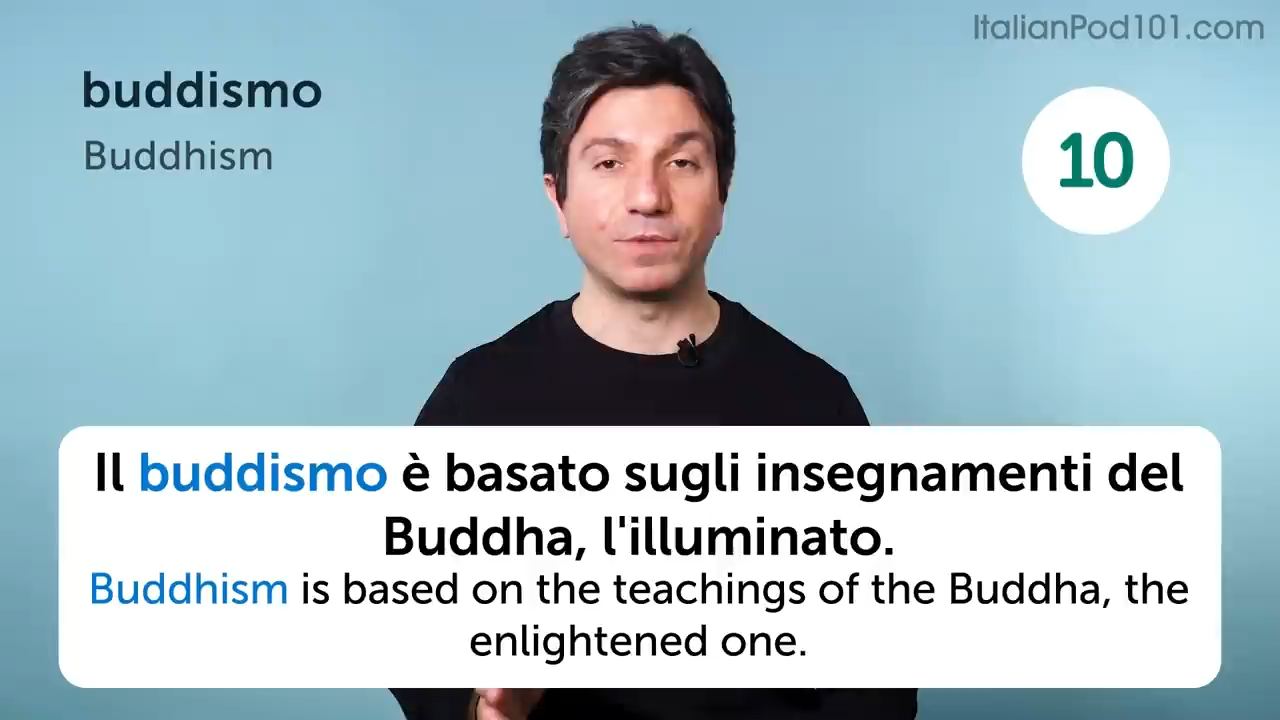 ItalianPod101.com
buddismo
Buddhism
10
Il buddismo è basato sugli insegnamenti del
Buddha, l'illuminato.
Buddhism is based on the teachings of the Buddha, the
enlightened one.